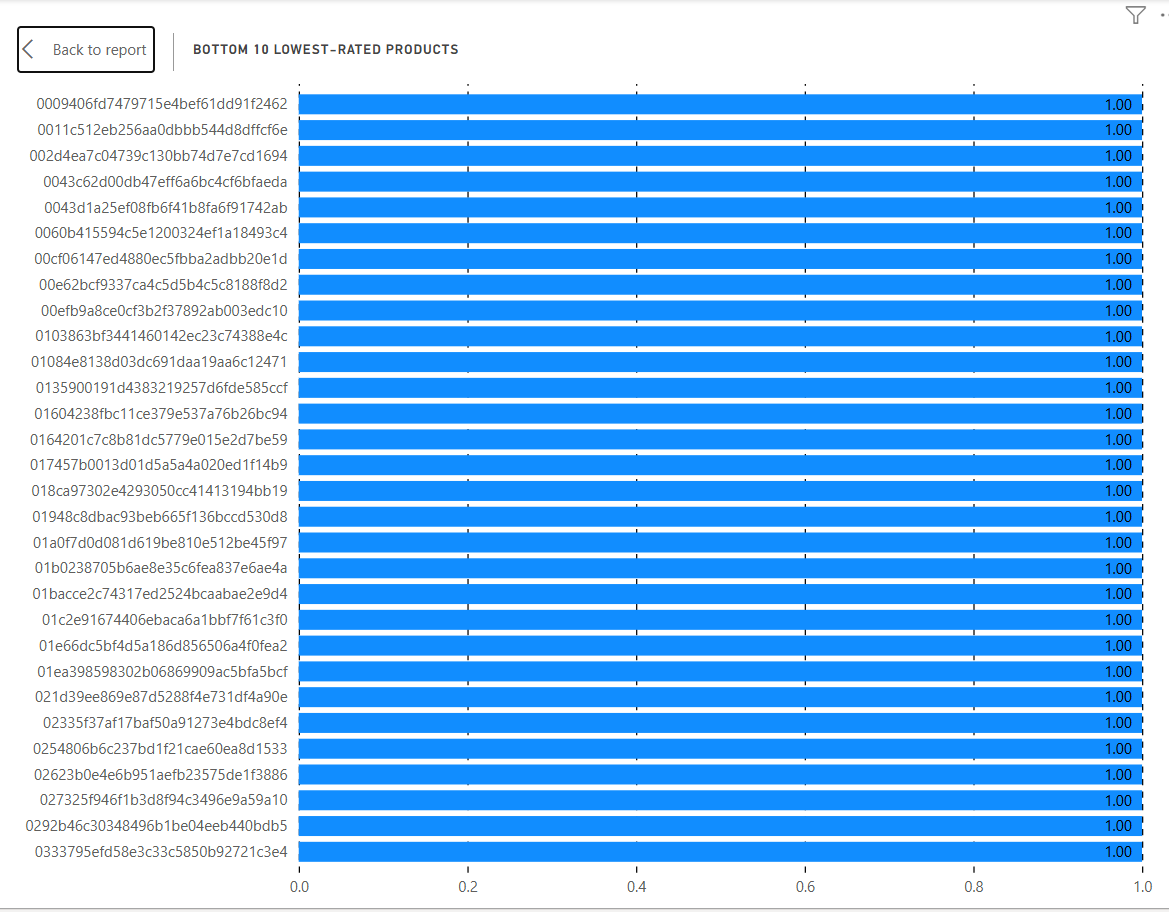 Back to report
BOTTOM 10 LOWEST-RATED PRODUCTS
0009406fd7479715e4bef61dd91f2462 1.00
0011c512eb256aa0dbbb544d8dffcf6e 1.00
002d4ea7c04739c130bb74d7e7cd1694 1.00
0043c62d00db47eff6a6bc4cf6bfaeda 1.00
0043d1a25ef08fb6f41b8fa6f91742ab 1.00
0060b415594c5e1200324ef1a18493c4 1.00
00cf06147ed4880ec5fbba2adbb20e1d 1.00
00e62bcf9337ca4c5d5b4c5c8188f8d2 1.00
00efb9a8ce0cf3b2f37892ab003edc10 1.00
0103863bf3441460142ec23c74388e4c 1.00
01084e8138d03dc691daa19aa6c12471 1.00
0135900191d4383219257d6fde585ccf 1.00
01604238fbc11ce379e537a76b26bc94 1.00
0164201c7c8b81dc5779e015e2d7be59 1.00
017457b0013d01d5a5a4a020ed1f14b9 1.00
018ca97302e4293050cc41413194bb19 1.00
01948c8dbac93beb665f136bccd530d8 1.00
01a0f7d0d081d619be810e512be45f97 1.00
01b0238705b6ae8e35c6fea837e6ae4a 1.00
01bacce2c74317ed2524bcaabae2e9d4 1.00
01c2e91674406ebaca6a1bbf7f61c3f0 1.00
01e66dc5bf4d5a186d856506a4f0fea2 1.00
01ea398598302b06869909ac5bfa5bcf 1.00
021d39ee869e87d5288f4e731df4a90e 1.00
02335f37af17baf50a91273e4bdc8ef4 1.00
0254806b6c237bd1f21cae60ea8d1533 1.00
02623b0e4e6b951aefb23575de1f3886 1.00
027325f946f1b3d8f94c3496e9a59a10 1.00
0292b46c30348496b1be04eeb440bdb5 1.00
0333795efd58e3c33c5850b92721c3e4 1.00
0.0 0.2 0.4 0.6 0.8 1.0